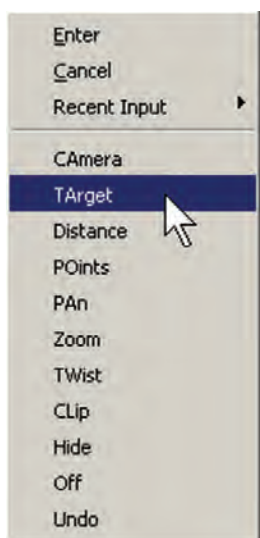 Enter
Cancel
Recent Input
CAmera
TArget
Distance
POints
PAn
Zoom
TWist
CLip
Hide
Off
Undo